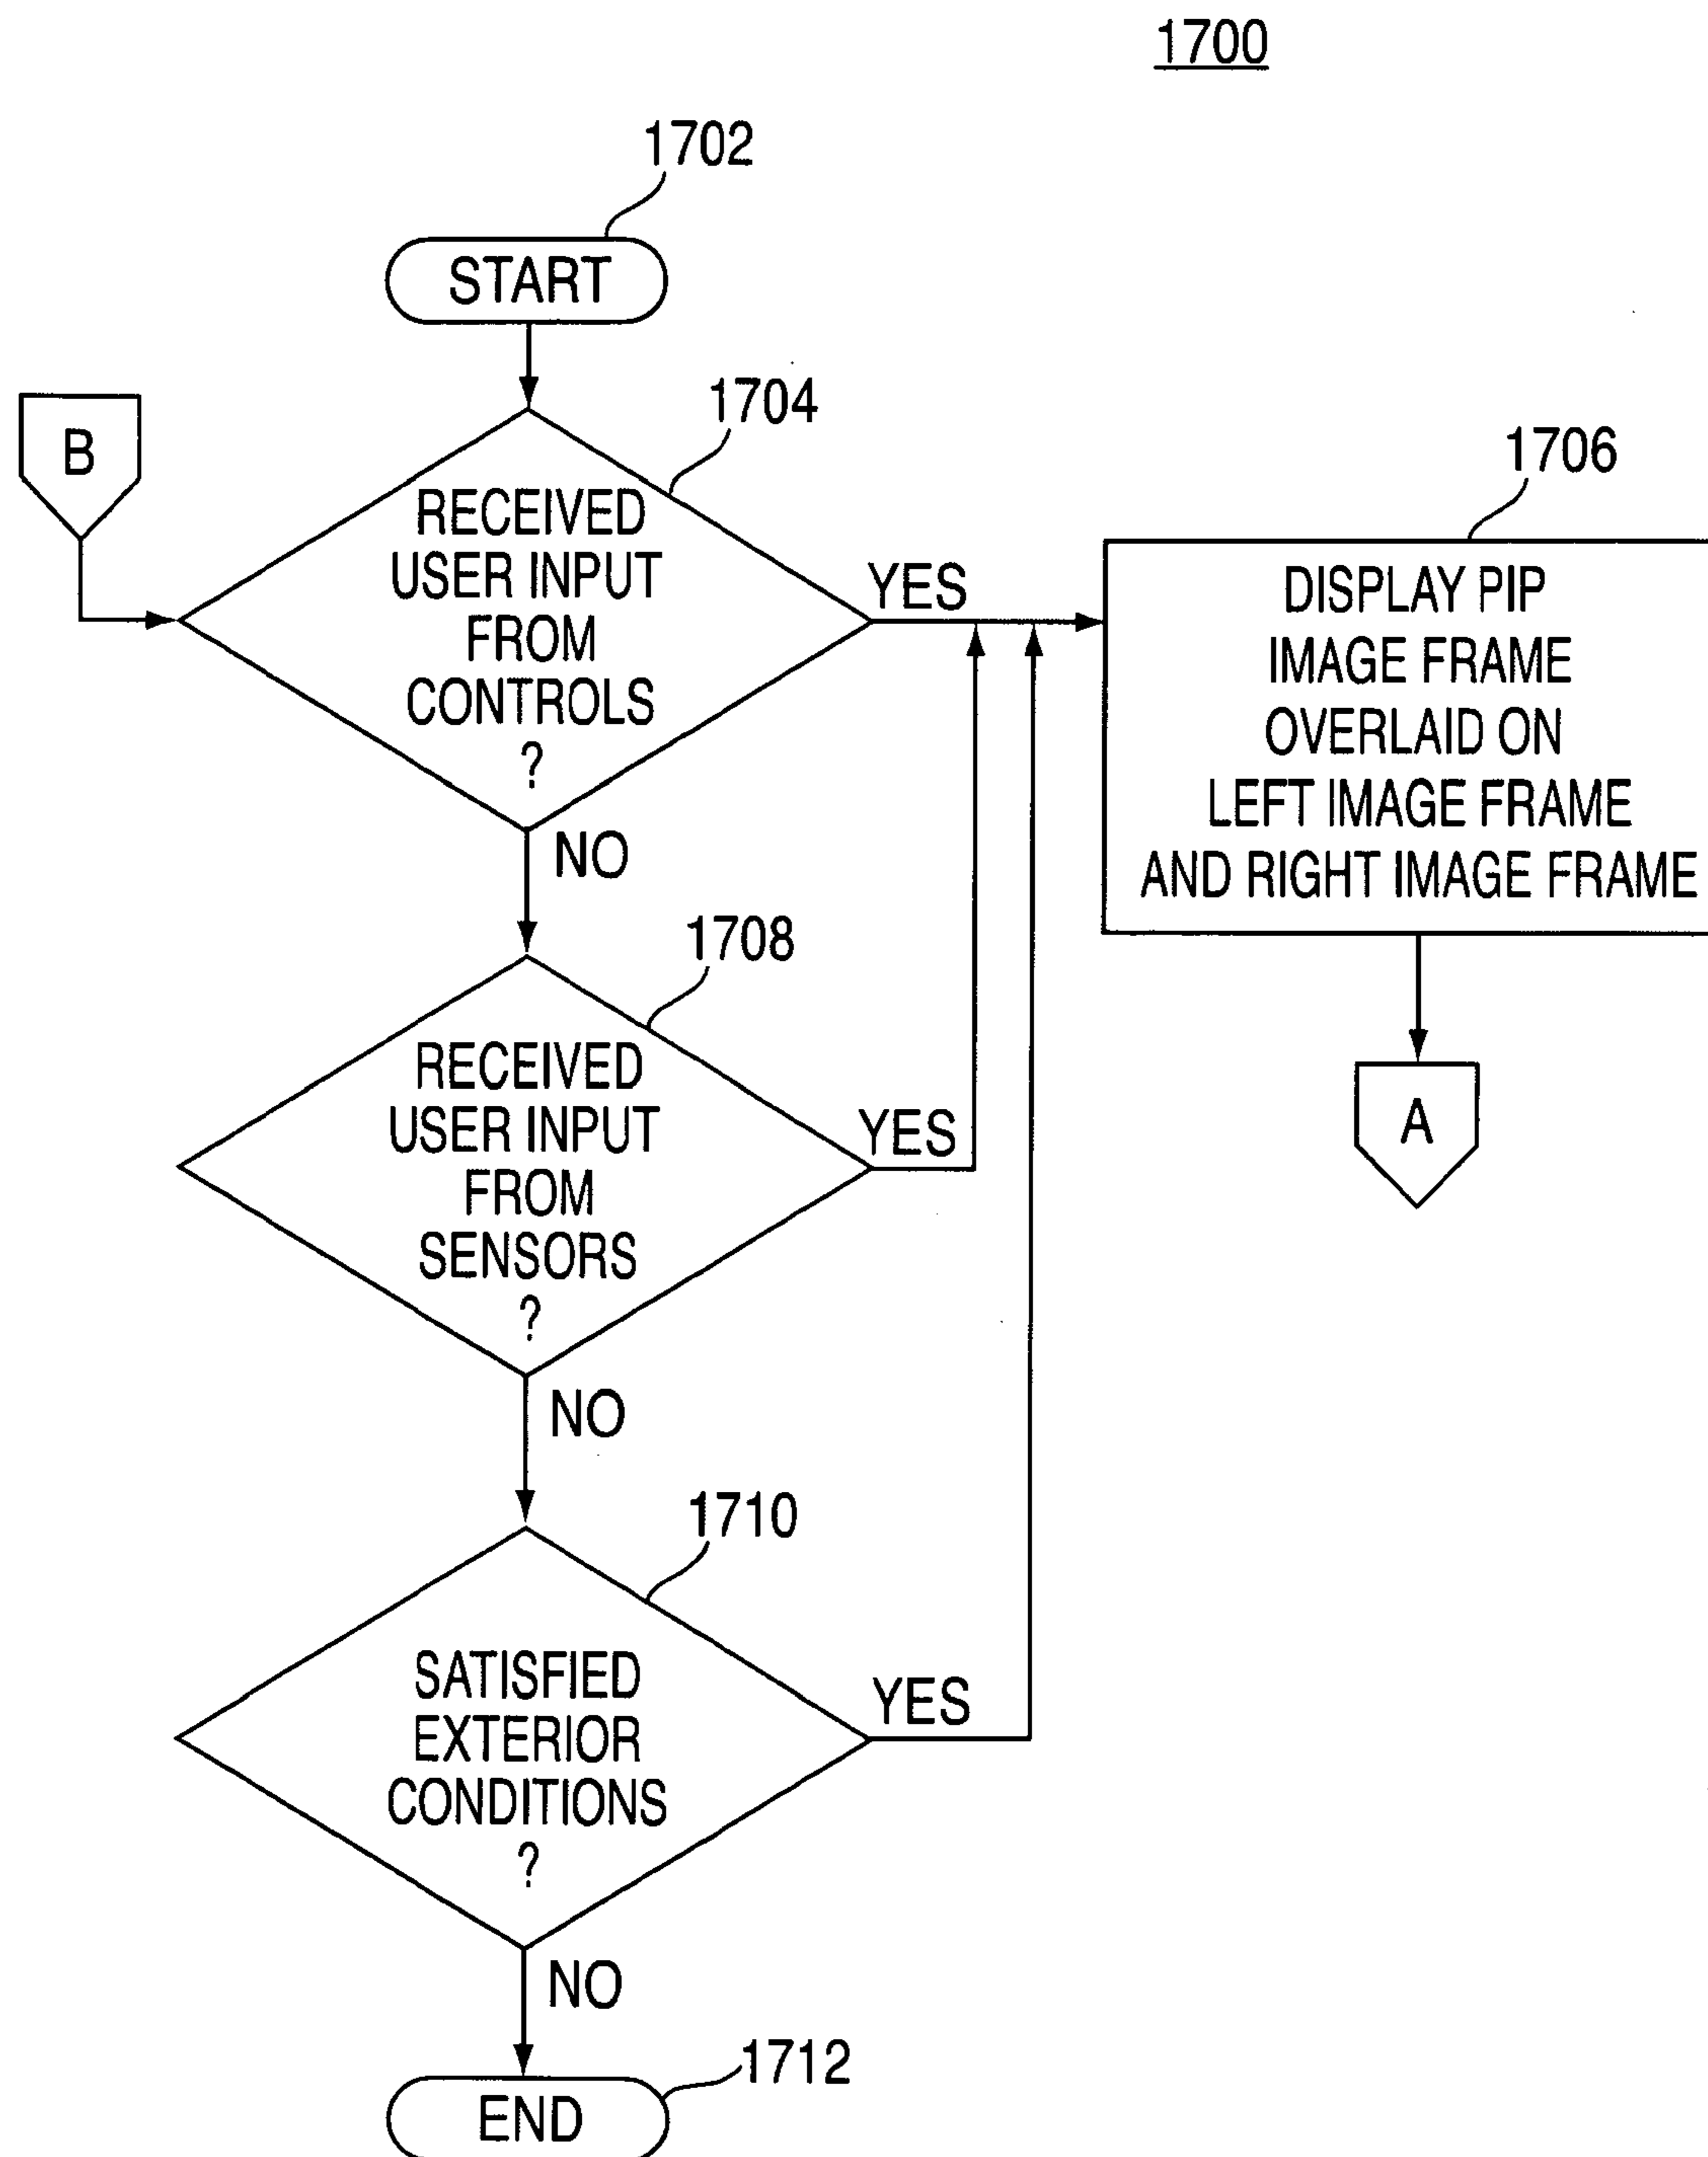 1700
1702
START
B
1704
RECEIVED
USER INPUT
FROM
CONTROLS
?
YES
1706
DISPLAY PIP
IMAGE FRAME
OVERLAID ON
LEFT IMAGE FRAME
AND RIGHT IMAGE FRAME
A
NO
1708
RECEIVED
USER INPUT
FROM
SENSORS
?
YES
NO
1710
SATISFIED
EXTERIOR
CONDITIONS
?
YES
NO
1712
END